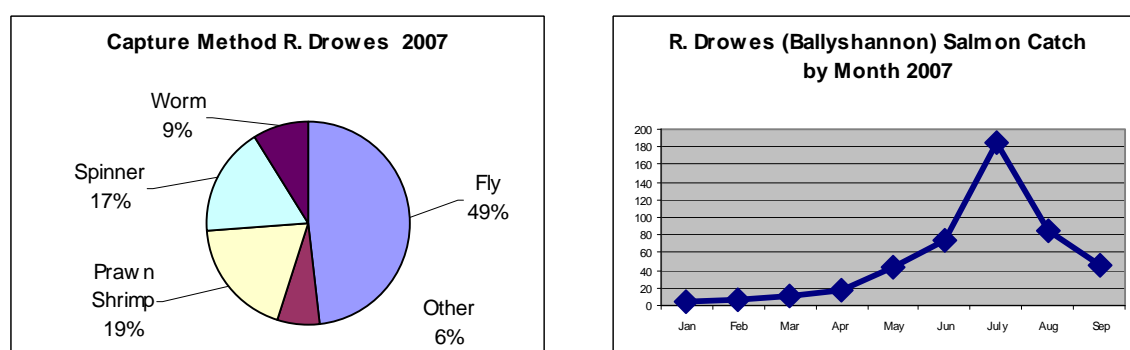 Capture Method R. Drowes 2007
Worm
9%
Spinner
17%
Prawn
Shrimp
19%
Fly
49%
Other
6%
R. Drowes (Ballyshannon) Salmon Catch
by Month 2007
200
180
160
140
120
100
80
60
40
20
0
Jan Feb Mar Apr May Jun July Aug Sep